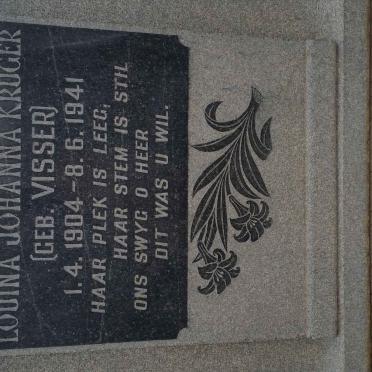 LOUINA JOHANNA KRUGER
(GEB. VISSER)
1.4.1904-8.6.1941
HAAR PLEK IS LEEG,
HAAR STEM IS STIL
ONS SWYG O HEER
DIT WAS U WIL.